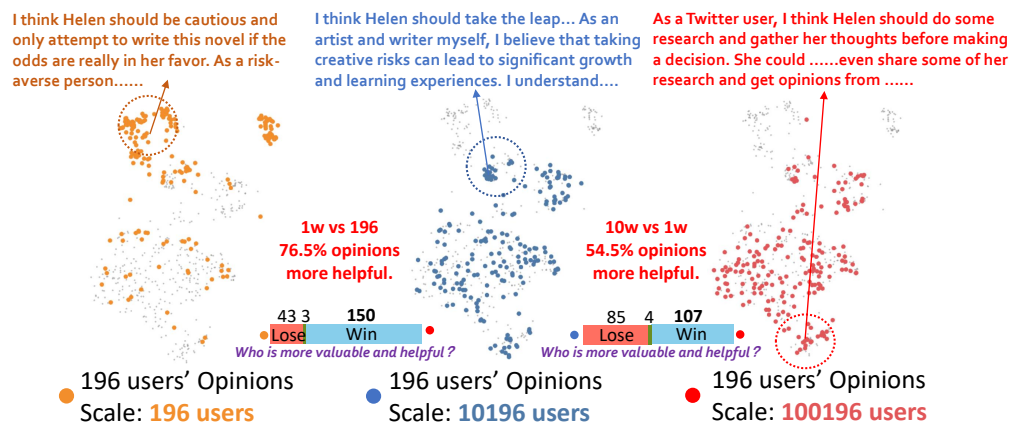 I think Helen should be cautious and
only attempt to write this novel if the
odds are really in her favor. As a risk-
averse person......
I think Helen should take the leap... As an
artist and writer myself, I believe that taking
creative risks can lead to significant growth
and learning experiences. I understand....
As a Twitter user, I think Helen should do some
research and gather her thoughts before making
a decision. She could ......even share some of her
research and get opinions from ......
1w vs 196
76.5% opinions
more helpful.
10w vs 1w
54.5% opinions
more helpful.
43 3 150
Lose Win
Who is more valuable and helpful?
85 4 107
Lose Win
Who is more valuable and helpful?
196 users' Opinions
Scale: 196 users
196 users' Opinions
Scale: 10196 users
196 users' Opinions
Scale: 100196 users